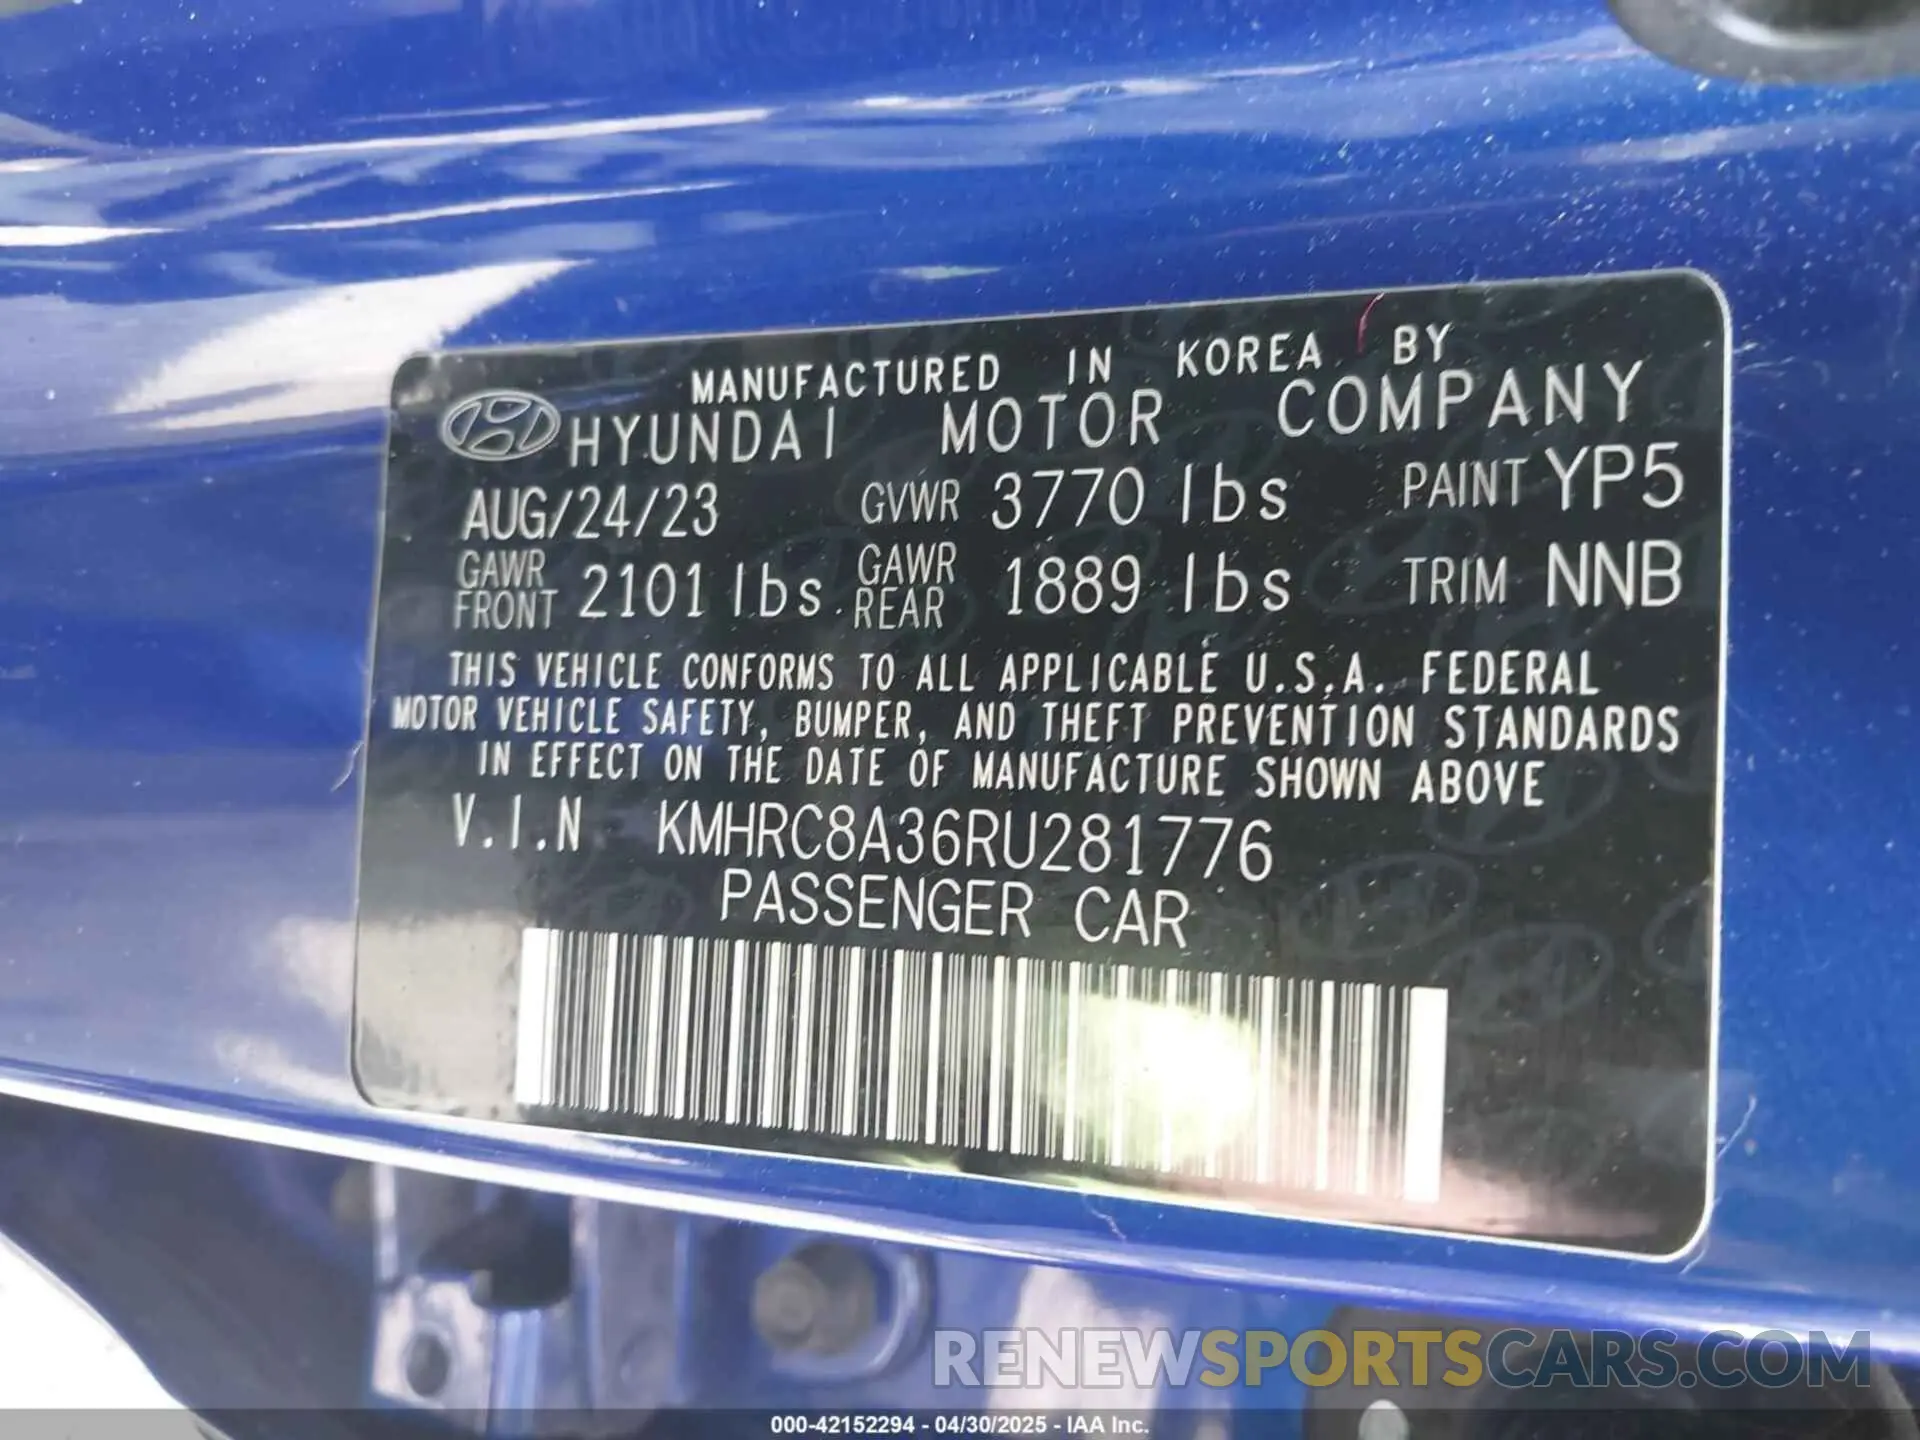 MANUFACTURED IN KOREA BY
HYUNDAI MOTOR COMPANY
AUG/24/23 GVWR 3770 lbs PAINT YP5
GAWR FRONT 2101 lbs. GAWR REAR 1889 lbs TRIM NNB
THIS VEHICLE CONFORMS TO ALL APPLICABLE U.S.A. FEDERAL
MOTOR VEHICLE SAFETY, BUMPER, AND THEFT PREVENTION STANDARDS
IN EFFECT ON THE DATE OF MANUFACTURE SHOWN ABOVE
V.I.N KMHRC8A36RU281776
PASSENGER CAR
RENEWSPORTSCARS.COM
000-42152294 - 04/30/2025 - IAA Inc.